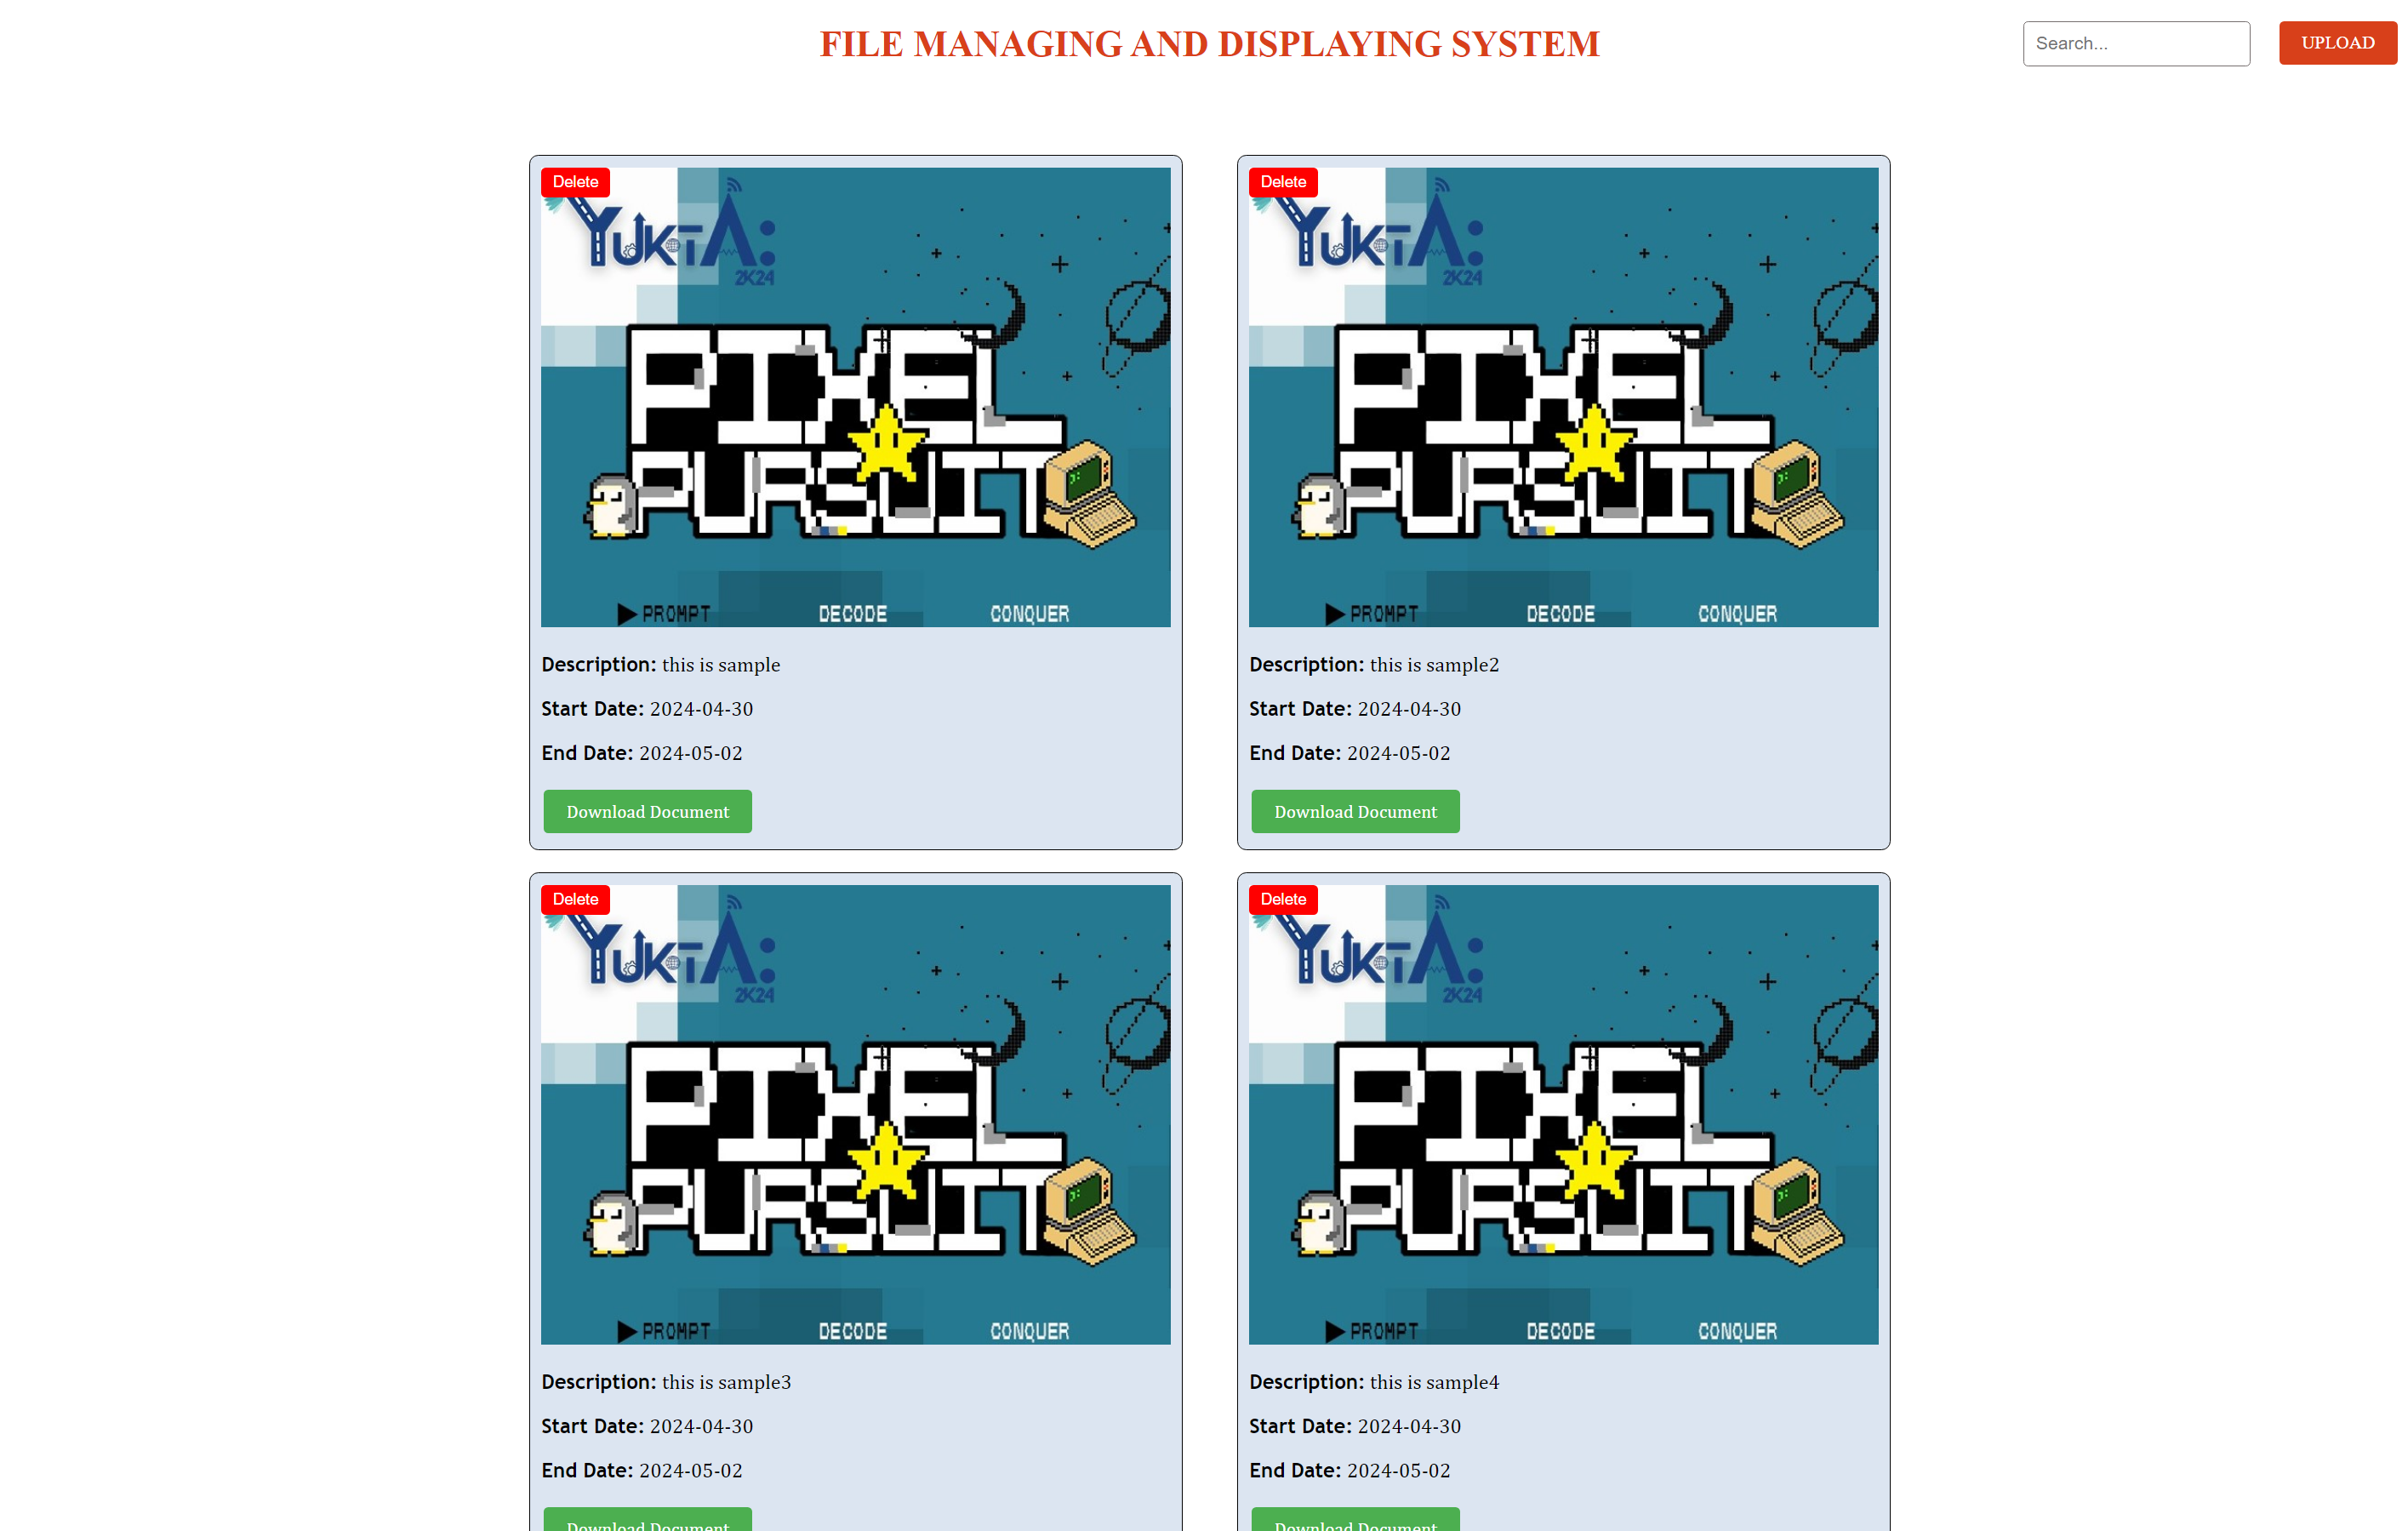 FILE MANAGING AND DISPLAYING SYSTEM
Search...
UPLOAD
Delete
YUKTA:
2K24
PIXEL
PURSUIT
PROMPT DECODE CONQUER
Description: this is sample
Start Date: 2024-04-30
End Date: 2024-05-02
Download Document
Delete
YUKTA:
2K24
PIXEL
PURSUIT
PROMPT DECODE CONQUER
Description: this is sample2
Start Date: 2024-04-30
End Date: 2024-05-02
Download Document
Delete
YUKTA:
2K24
PIXEL
PURSUIT
PROMPT DECODE CONQUER
Description: this is sample3
Start Date: 2024-04-30
End Date: 2024-05-02
Download Document
Delete
YUKTA:
2K24
PIXEL
PURSUIT
PROMPT DECODE CONQUER
Description: this is sample4
Start Date: 2024-04-30
End Date: 2024-05-02
Download Document